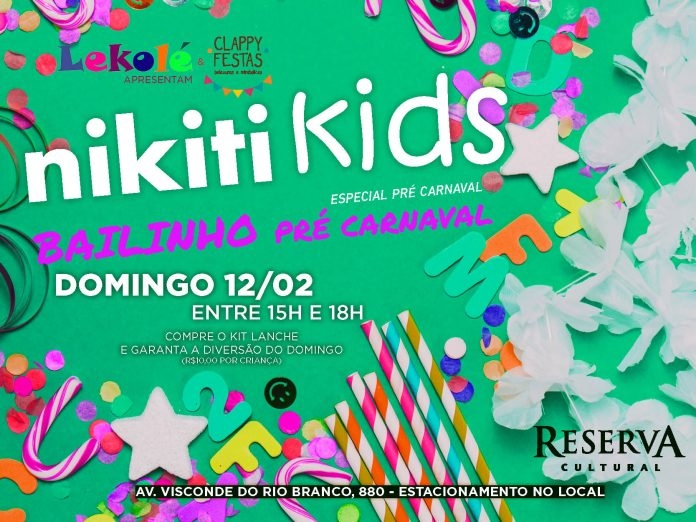 Lekolé & CLAPPY FESTAS
APRESENTAM
nikiti kids
ESPECIAL PRÉ CARNAVAL
BAILINHO PRÉ CARNAVAL
DOMINGO 12/02
ENTRE 15H E 18H
COMPRE O KIT LANCHE
E GARANTA A DIVERSÃO DO DOMINGO
(R$10,00 POR CRIANÇA)
RESERVA
CULTURAL
AV. VISCONDE DO RIO BRANCO, 880 - ESTACIONAMENTO NO LOCAL